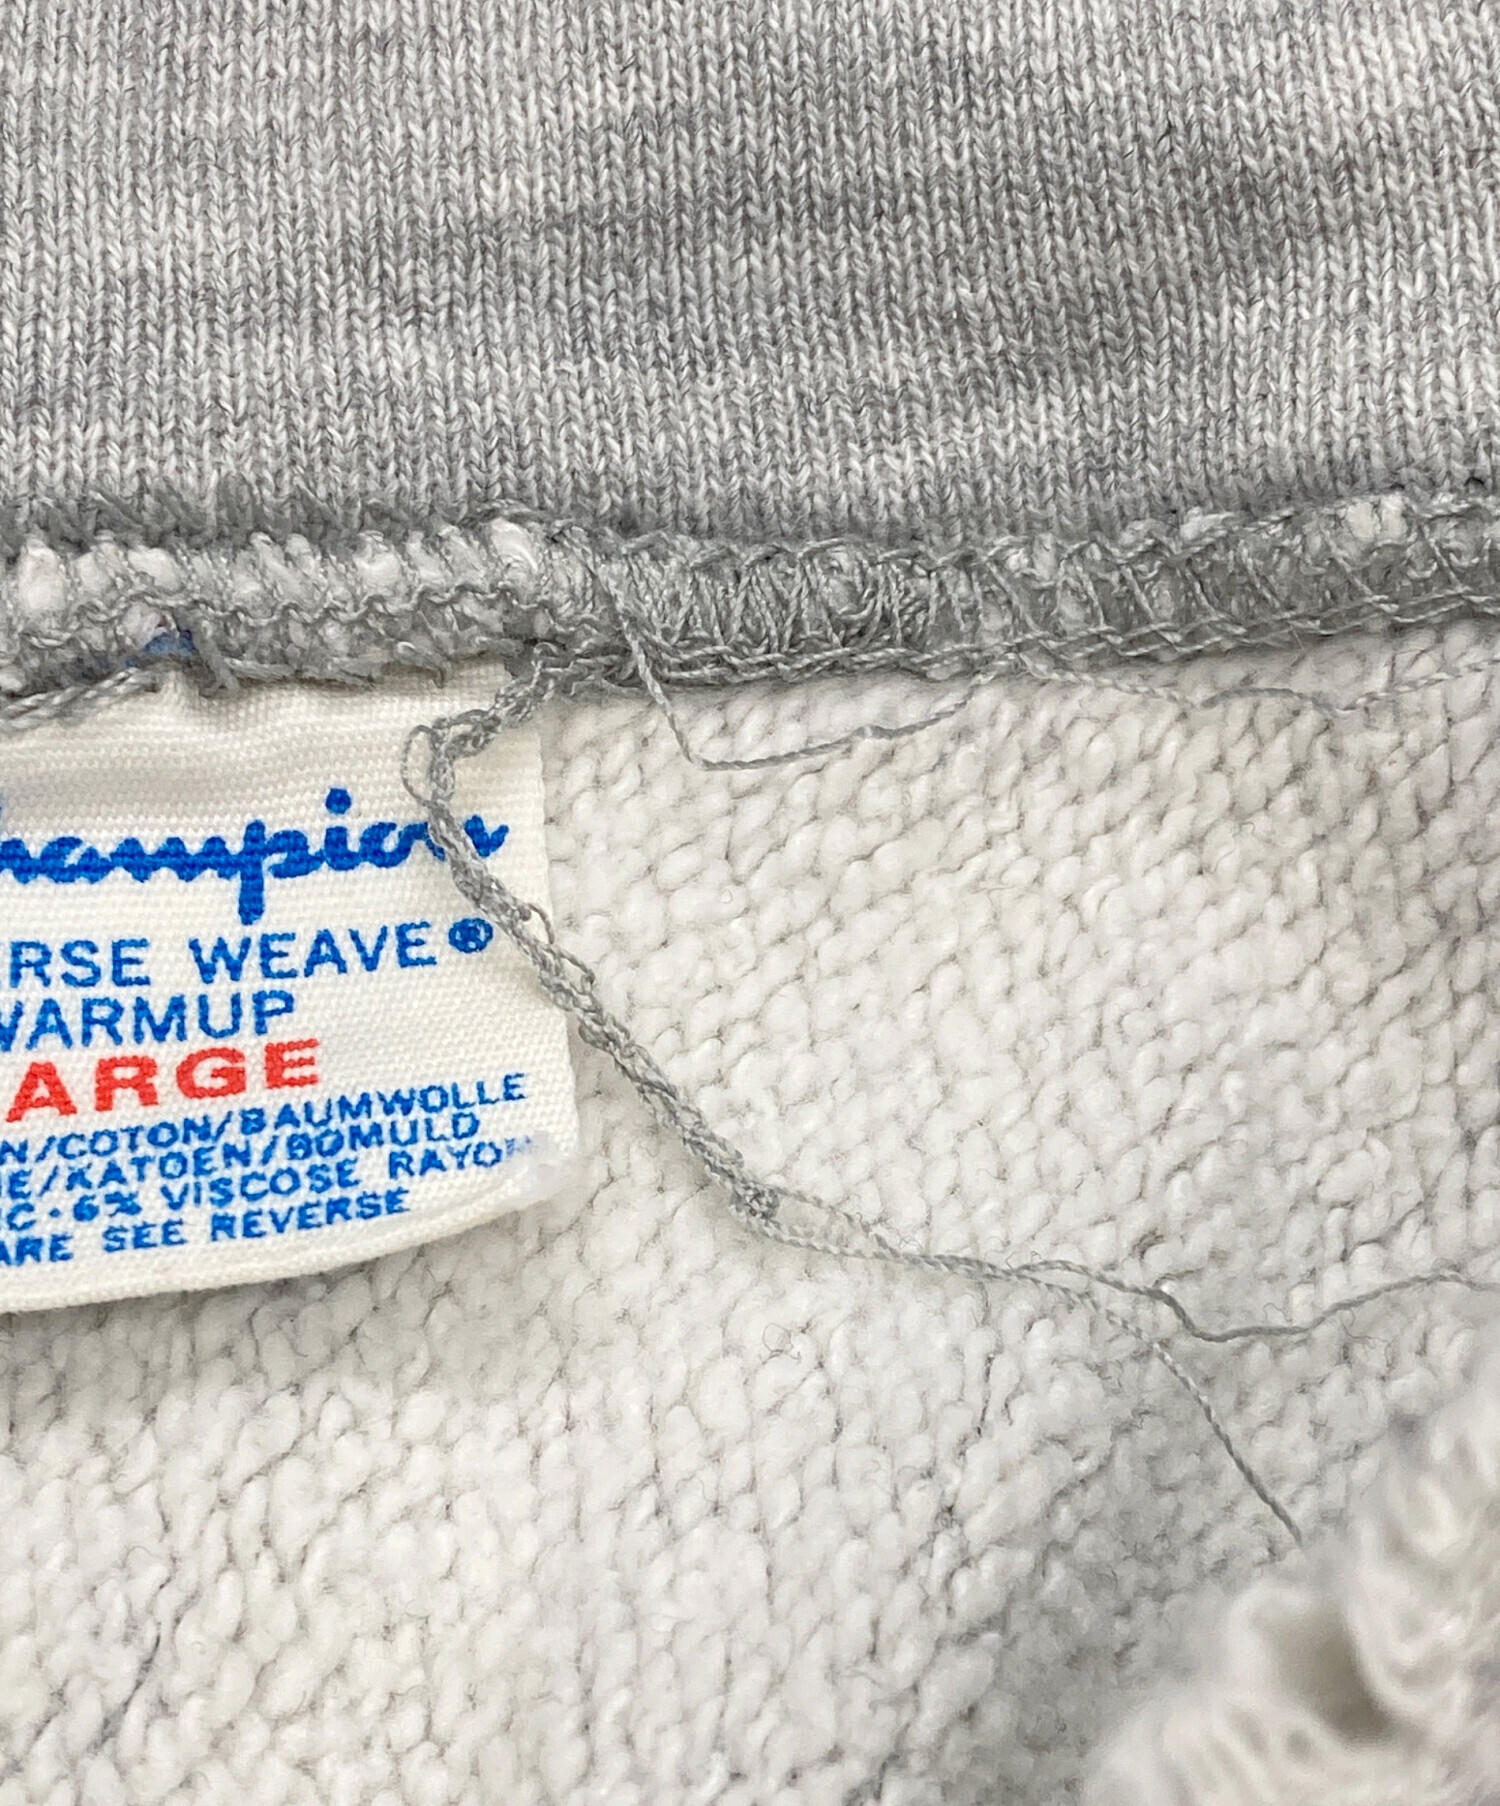 hampion
ERSE WEAVE®
WARMUP
ARGE
N/COTON/BAUMWOLLE
E/KATOEN/BOMULD
C·6% VISCOSE RAYON
ARE SEE REVERSE